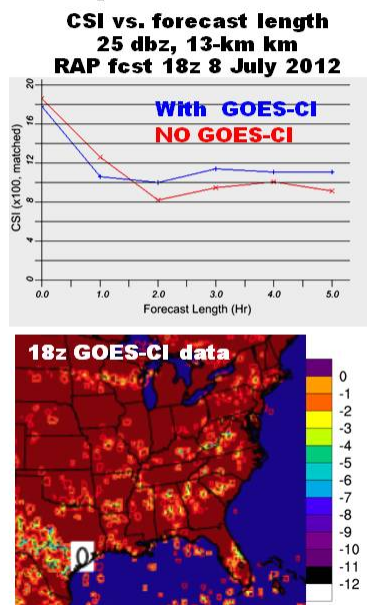 CSI vs. forecast length
25 dbz, 13-km km
RAP fcst 18z 8 July 2012
With GOES-CI
NO GOES-CI
CSI (x100, matched)
20
16
12
8
4
0
0.0 1.0 2.0 3.0 4.0 5.0
Forecast Length (Hr)
18z GOES-CI data
0
-1
-2
-3
-4
-5
-6
-7
-8
-9
-10
-11
-12
0